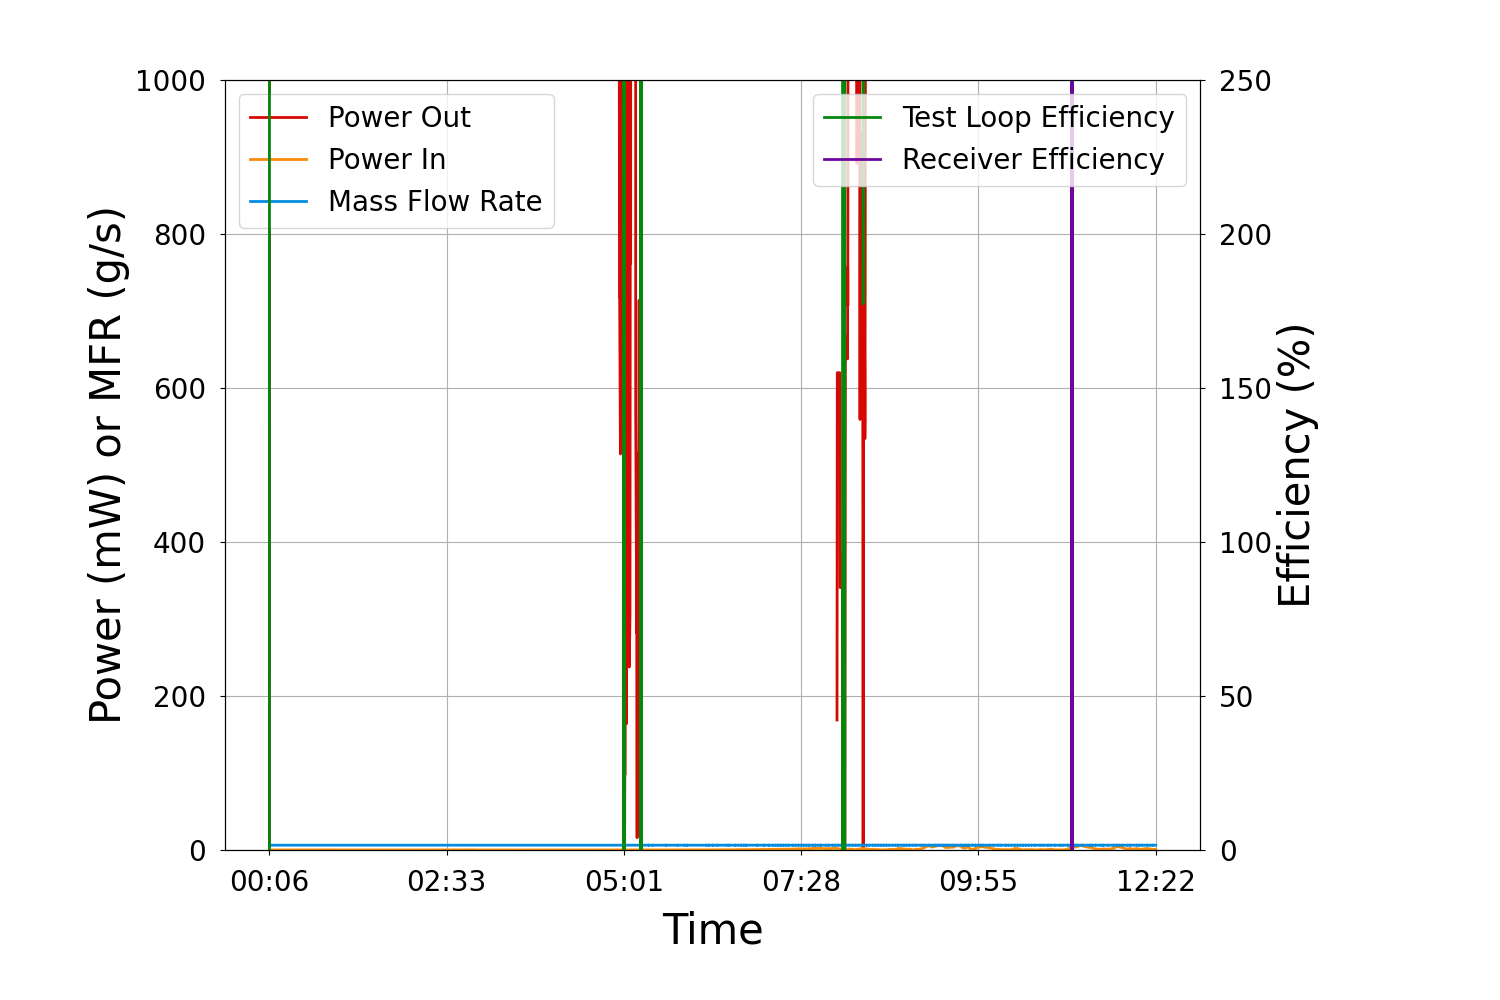 1000
800
600
400
200
0
Power (mW) or MFR (g/s)
Power Out
Power In
Mass Flow Rate
Test Loop Efficiency
Receiver Efficiency
250
200
150
100
50
0
Efficiency (%)
00:06 02:33 05:01 07:28 09:55 12:22
Time